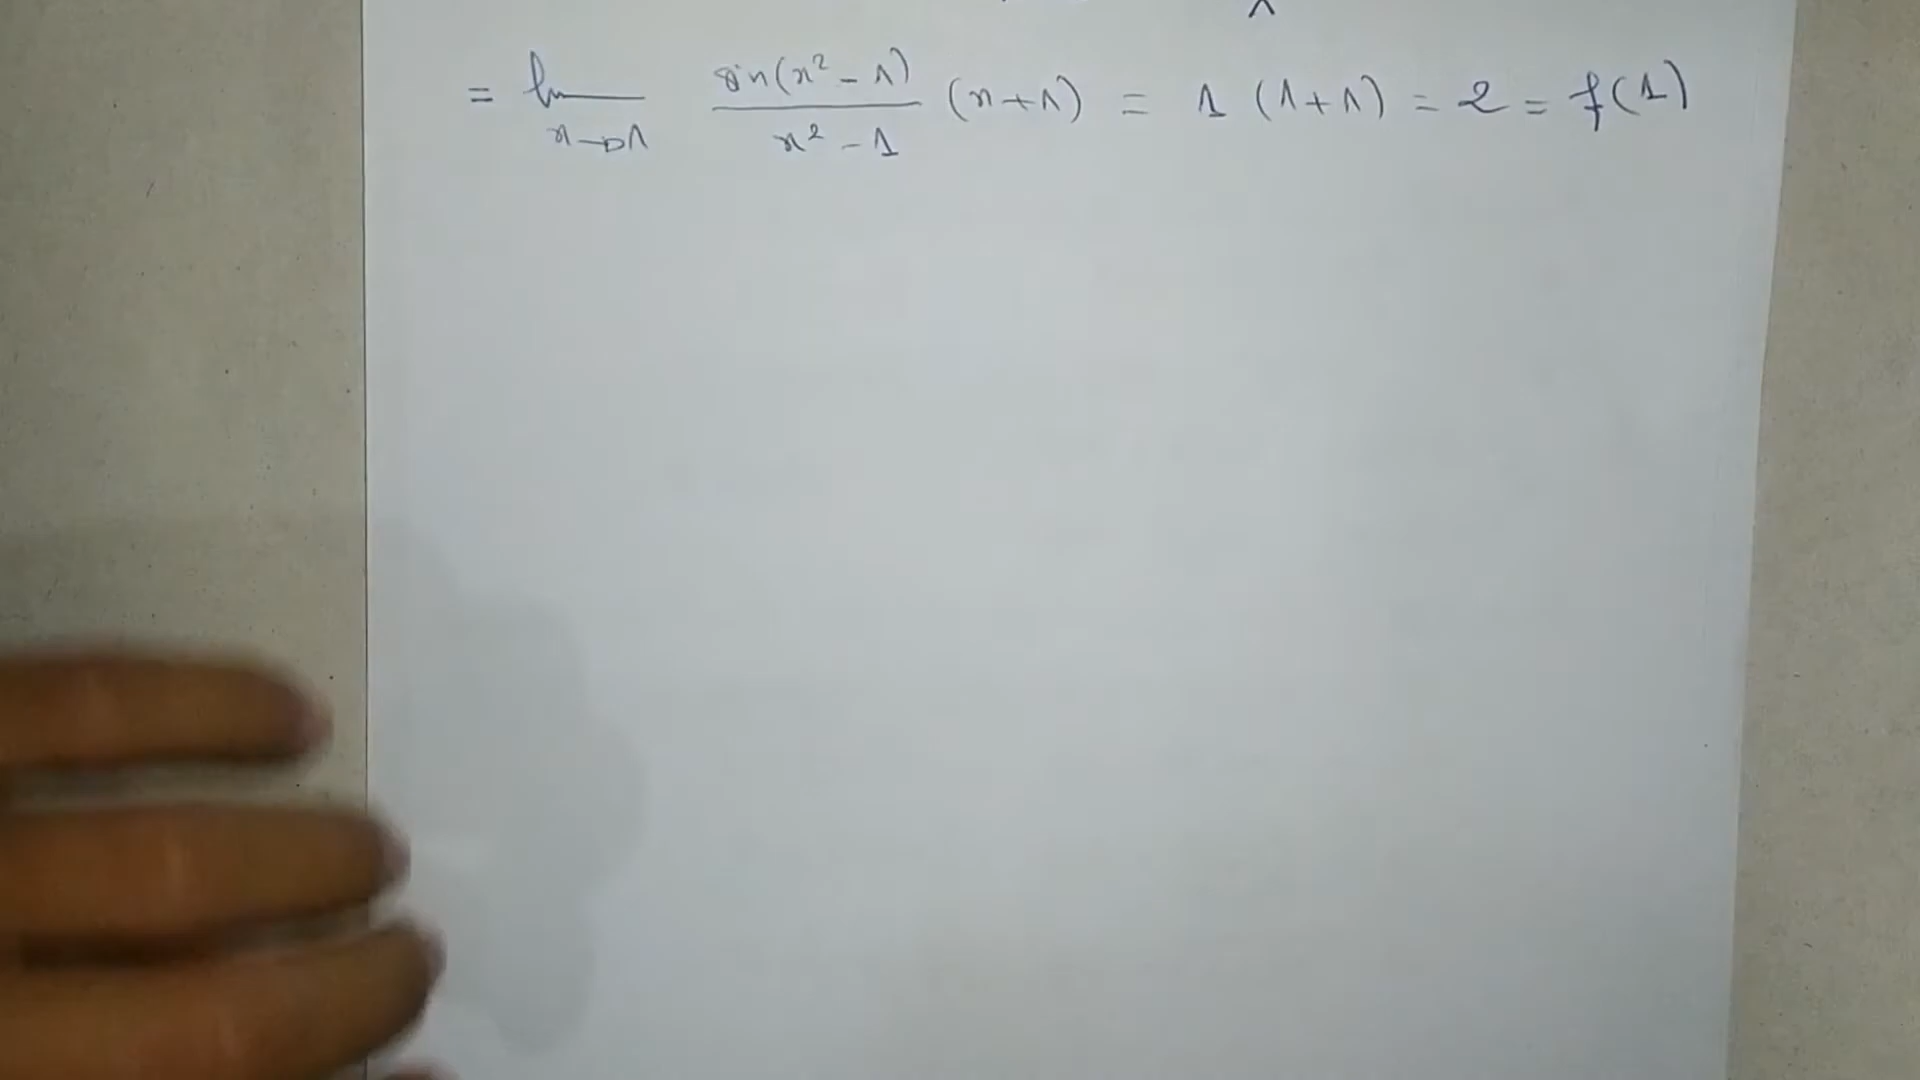 = lim x→1 sin(x² - 1) / x² - 1 (x+1) = 1 (1+1) = 2 = f(1)